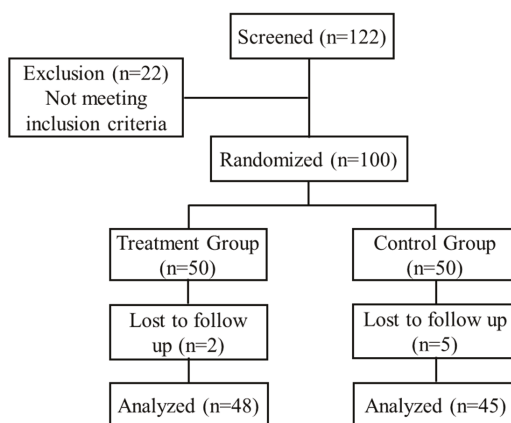 Screened (n=122)
Exclusion (n=22)
Not meeting
inclusion criteria
Randomized (n=100)
Treatment Group
(n=50)
Control Group
(n=50)
Lost to follow
up (n=2)
Lost to follow up
(n=5)
Analyzed (n=48)
Analyzed (n=45)